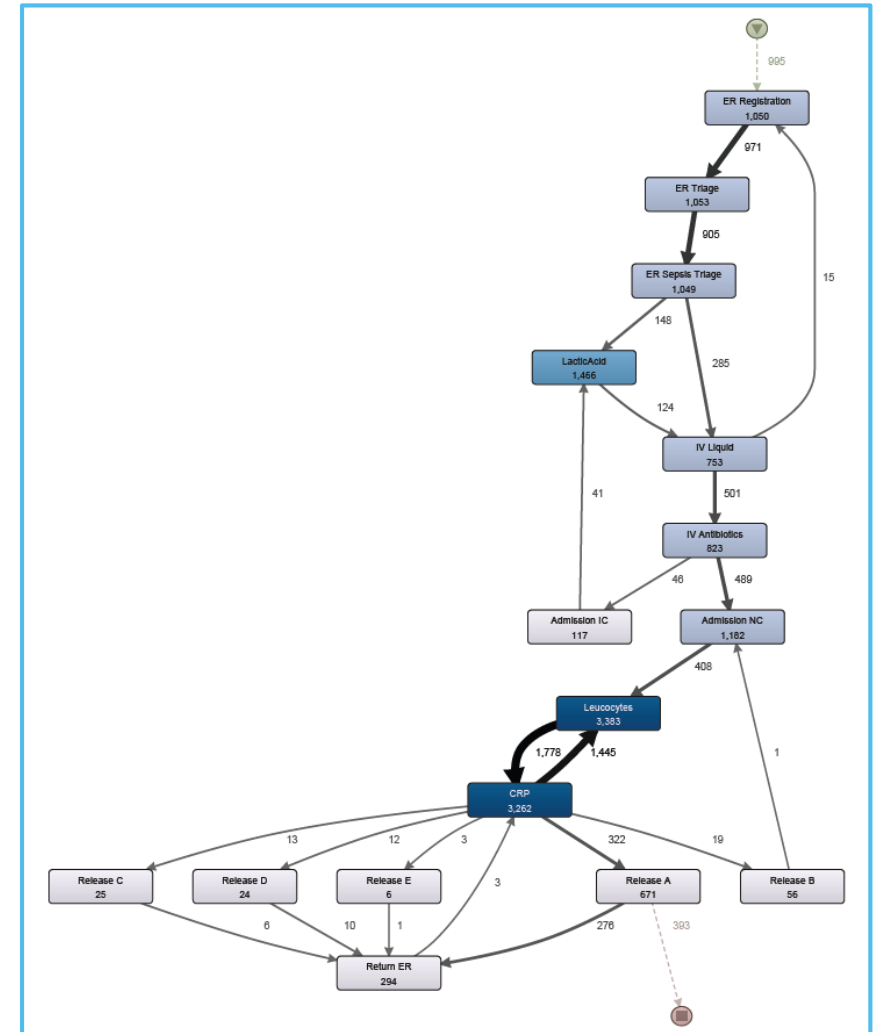 995
ER Registration
1,050
971
ER Triage
1,053
905
ER Sepsis Triage
1,049
15
148
285
LacticAcid
1,466
124
IV Liquid
753
41
501
IV Antibiotics
823
46
489
Admission IC
117
Admission NC
1,182
408
Leucocytes
3,383
1,778
1,445
1
CRP
3,262
13
12
3
322
19
3
Release C
25
Release D
24
Release E
6
Release A
671
Release B
56
6
10
1
276
393
Return ER
294